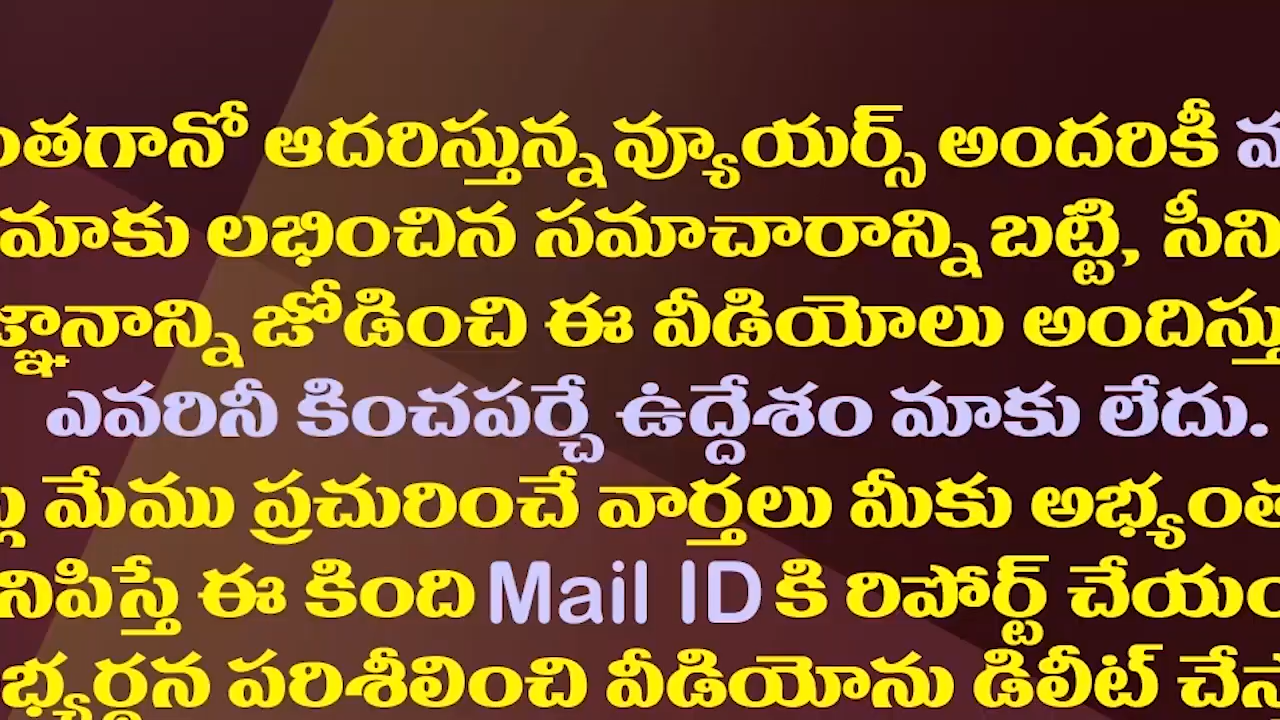 ఆదరిస్తున్న వ్యూయర్స్ అందరికీ
మాకు లభించిన సమాచారాన్ని బట్టి,
జోడించి ఈ వీడియోలు
ఎవరినీ కించపర్చే ఉద్దేశం మాకు లేదు.
మేము ప్రచురించే వార్తలు మీకు
ఈ కింది Mail ID కి రిపోర్ట్
పరిశీలించి వీడియోను డిలీట్